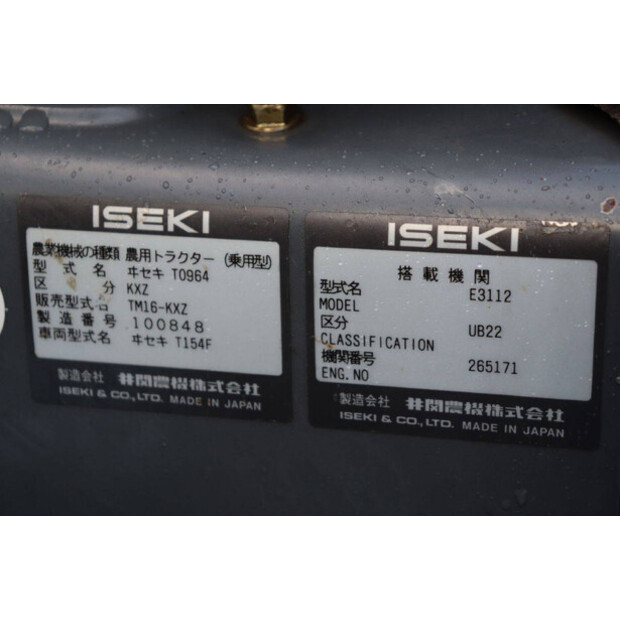 ISEKI
農業機械の種類 農用トラクター (乗用型)
型式名 ヰセキ T0964
区分 KXZ
販売型式名 TM16-KXZ
製造番号 100848
車両型式名 ヰセキ T154F
製造会社 井関農機株式会社
ISEKI & CO., LTD. MADE IN JAPAN
ISEKI
搭載機関
型式名 E3112
MODEL
区分 UB22
CLASSIFICATION
機関番号 265171
ENG. NO
製造会社 井関農機株式会社
ISEKI & CO., LTD. MADE IN JAPAN